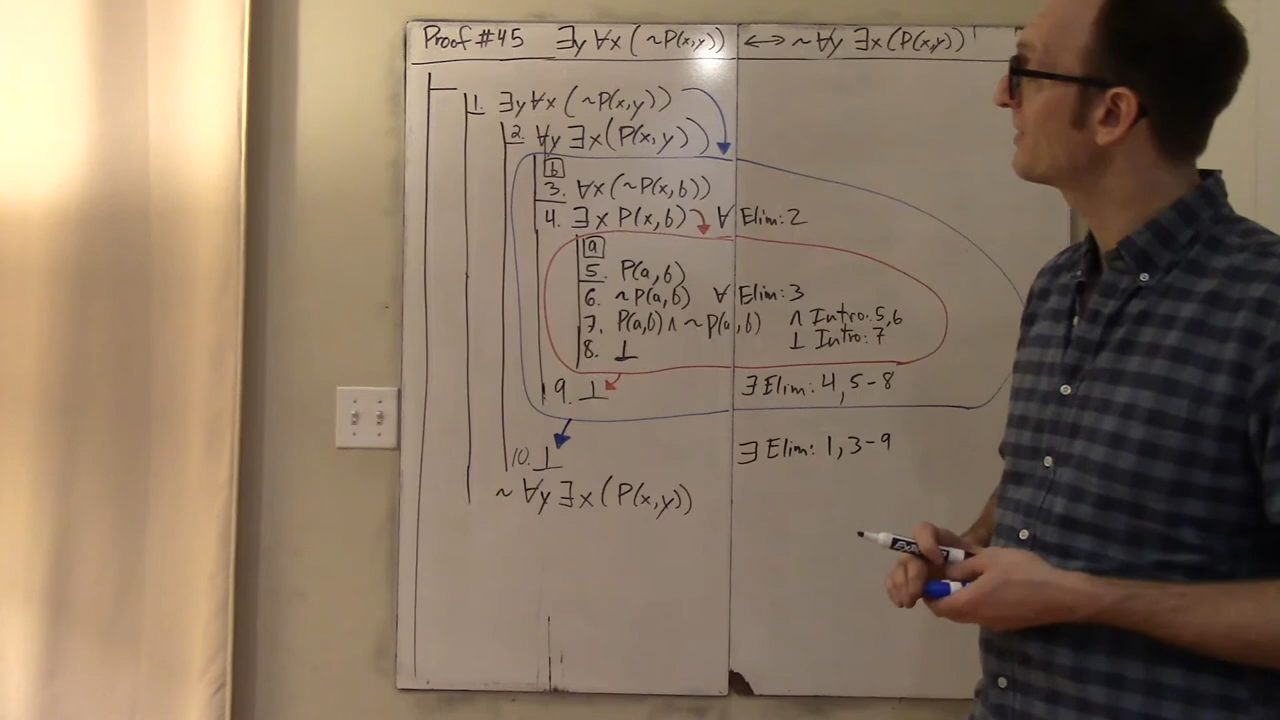 Proof #45 ∃y ∀x (~P(x,y)) ⟷ ~∀y ∃x (P(x,y))
1. ∃y ∀x (~P(x,y))
2. ∀y ∃x (P(x,y))
b
3. ∀x (~P(x,b))
4. ∃x P(x,b) ∀ Elim: 2
a
5. P(a,b)
6. ~P(a,b) ∀ Elim: 3
7. P(a,b) ∧ ~P(a,b) ∧ Intro: 5,6
8. ⊥ ⊥ Intro: 7
9. ⊥ ∃ Elim: 4, 5-8
10. ⊥ ∃ Elim: 1, 3-9
~ ∀y ∃x (P(x,y))
EXPO